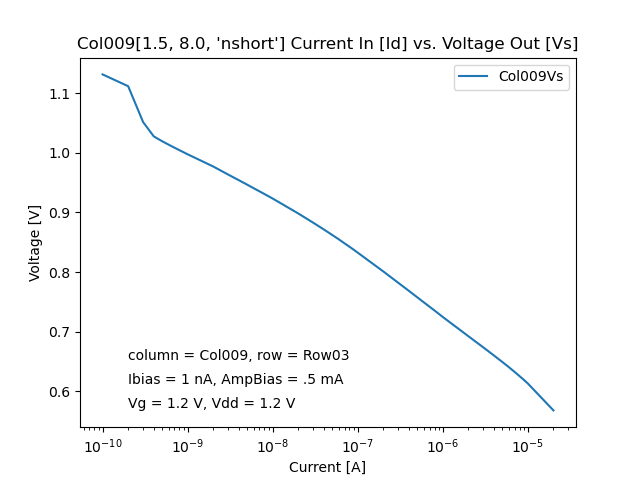 Col009[1.5, 8.0, 'nshort'] Current In [Id] vs. Voltage Out [Vs]
Col009Vs
1.1
1.0
0.9
0.8
0.7
0.6
Voltage [V]
column = Col009, row = Row03
Ibias = 1 nA, AmpBias = .5 mA
Vg = 1.2 V, Vdd = 1.2 V
10⁻¹⁰ 10⁻⁹ 10⁻⁸ 10⁻⁷ 10⁻⁶ 10⁻⁵
Current [A]